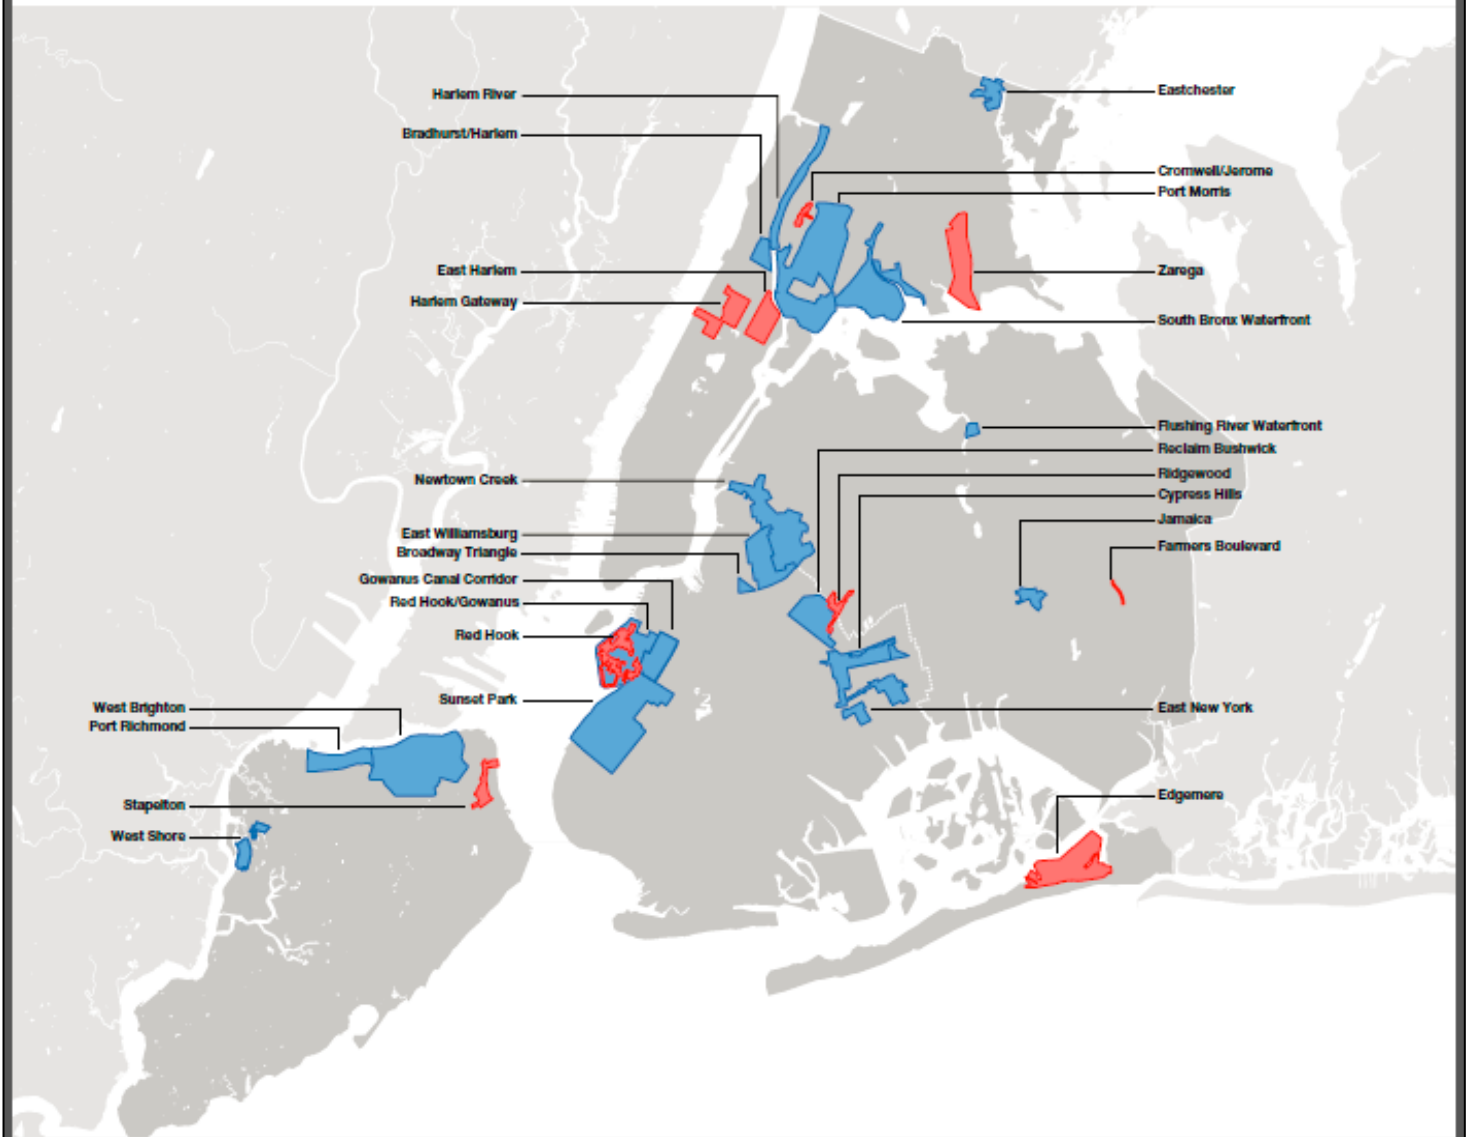 Harlem River
Bradhurst/Harlem
East Harlem
Harlem Gateway
Newtown Creek
East Williamsburg
Broadway Triangle
Gowanus Canal Corridor
Red Hook/Gowanus
Red Hook
Sunset Park
West Brighton
Port Richmond
Stapelton
West Shore
Eastchester
Cromwell/Jerome
Port Morris
Zarega
South Bronx Waterfront
Flushing River Waterfront
Reclaim Bushwick
Ridgewood
Cypress Hills
Jamaica
Farmers Boulevard
East New York
Edgemere